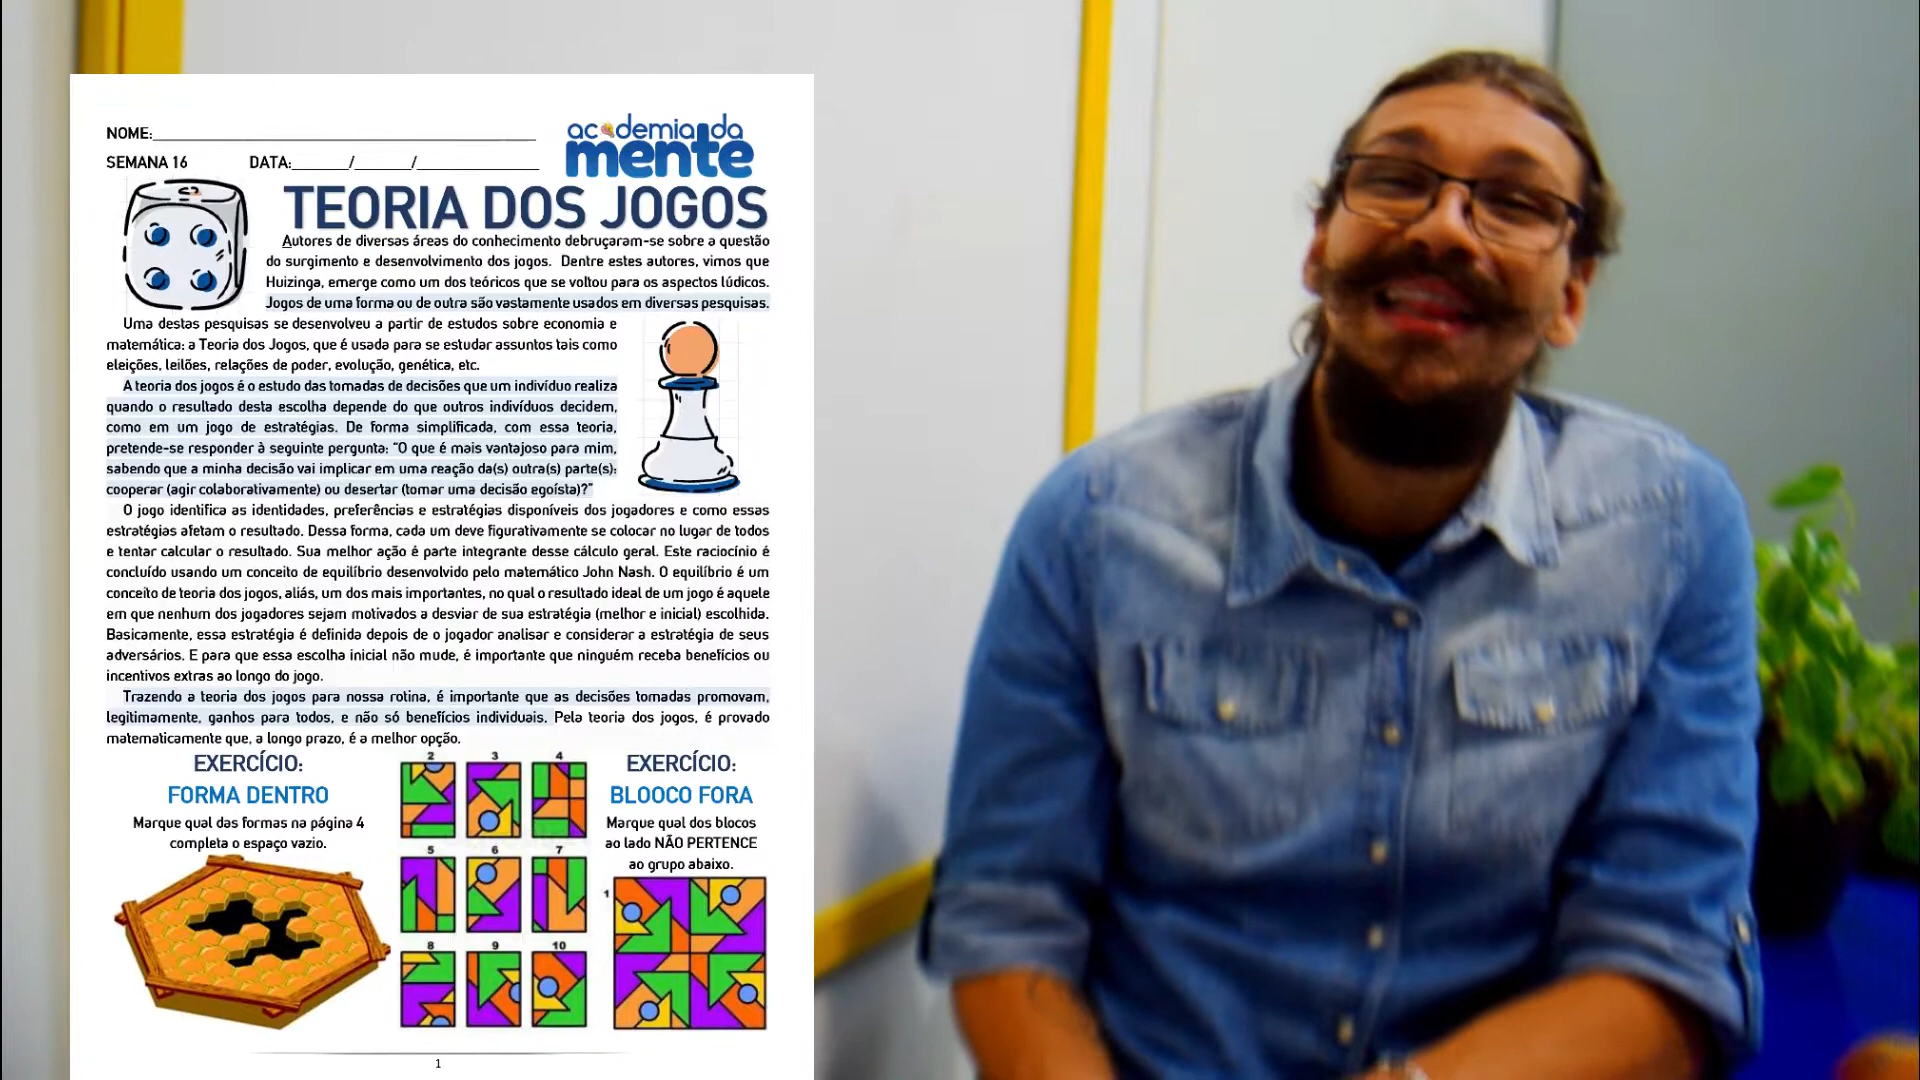 NOME:
academia da
mente
SEMANA 16 DATA: / /
TEORIA DOS JOGOS
Autores de diversas áreas do conhecimento debruçaram-se sobre a questão
do surgimento e desenvolvimento dos jogos. Dentre estes autores, vimos que
Huizinga, emerge como um dos teóricos que se voltou para os aspectos lúdicos.
Jogos de uma forma ou de outra são vastamente usados em diversas pesquisas.
Uma destas pesquisas se desenvolveu a partir de estudos sobre economia e
matemática: a Teoria dos Jogos, que é usada para se estudar assuntos tais como
eleições, leilões, relações de poder, evolução, genética, etc.
A teoria dos jogos é o estudo das tomadas de decisões que um indivíduo realiza
quando o resultado desta escolha depende do que outros indivíduos decidem,
como em um jogo de estratégias. De forma simplificada, com essa teoria,
pretende-se responder à seguinte pergunta: "O que é mais vantajoso para mim,
sabendo que a minha decisão vai implicar em uma reação da(s) outra(s) parte(s):
cooperar (agir colaborativamente) ou desertar (tomar uma decisão egoísta)?"
O jogo identifica as identidades, preferências e estratégias disponíveis dos jogadores e como essas
estratégias afetam o resultado. Dessa forma, cada um deve figurativamente se colocar no lugar de todos
e tentar calcular o resultado. Sua melhor ação é parte integrante desse cálculo geral. Este raciocínio é
concluído usando um conceito de equilíbrio desenvolvido pelo matemático John Nash. O equilíbrio é um
conceito de teoria dos jogos, aliás, um dos mais importantes, no qual o resultado ideal de um jogo é aquele
em que nenhum dos jogadores sejam motivados a desviar de sua estratégia (melhor e inicial) escolhida.
Basicamente, essa estratégia é definida depois de o jogador analisar e considerar a estratégia de seus
adversários. E para que essa escolha inicial não mude, é importante que ninguém receba benefícios ou
incentivos extras ao longo do jogo.
Trazendo a teoria dos jogos para nossa rotina, é importante que as decisões tomadas promovam,
legitimamente, ganhos para todos, e não só benefícios individuais. Pela teoria dos jogos, é provado
matematicamente que, a longo prazo, é a melhor opção.
EXERCÍCIO:
FORMA DENTRO
Marque qual das formas na página 4
completa o espaço vazio.
2 3 4
5 6 7
8 9 10
EXERCÍCIO:
BLOOCO FORA
Marque qual dos blocos
ao lado NÃO PERTENCE
ao grupo abaixo.
1
1